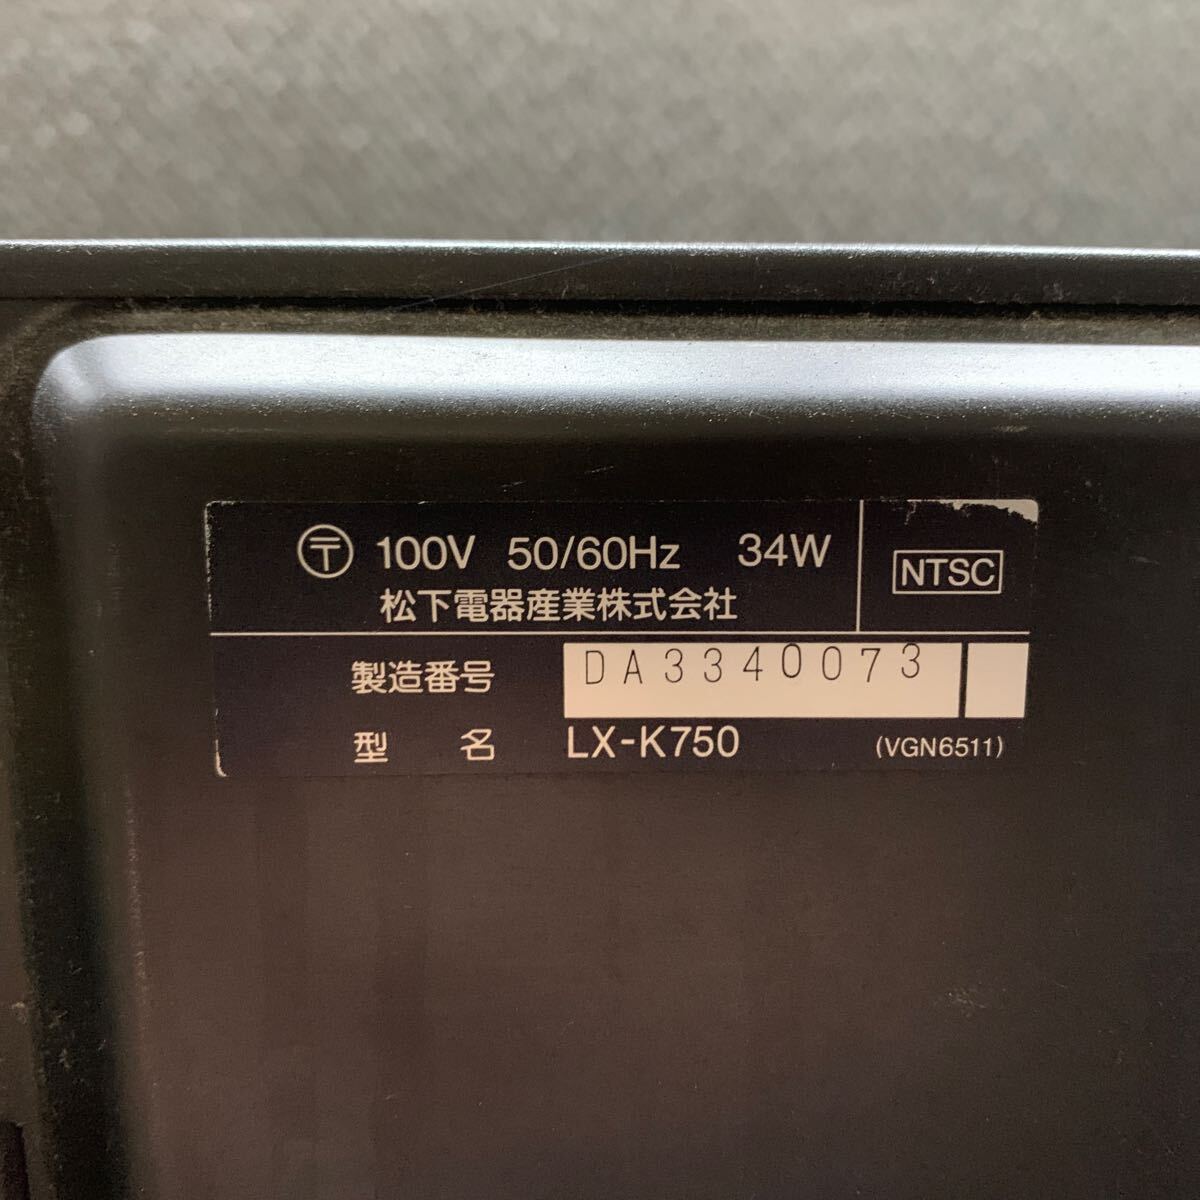 〒 100V 50/60Hz 34W
松下電器産業株式会社
NTSC
製造番号 DA3340073
型名 LX-K750 (VGN6511)